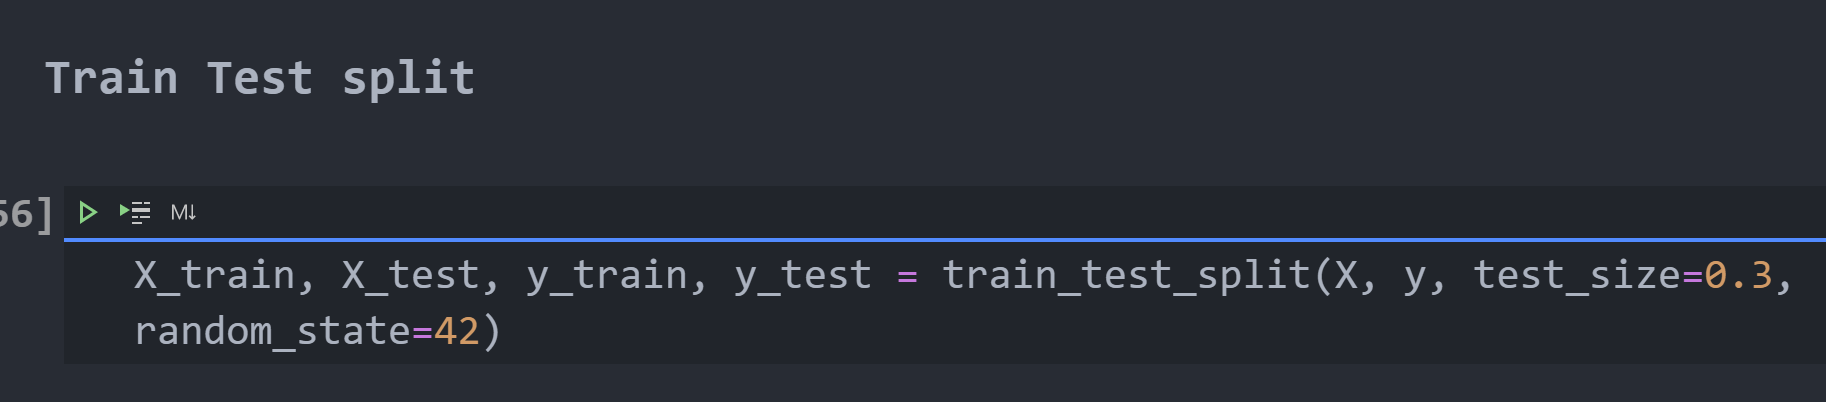 Train Test split
56]
M↓
X_train, X_test, y_train, y_test = train_test_split(X, y, test_size=0.3,
random_state=42)